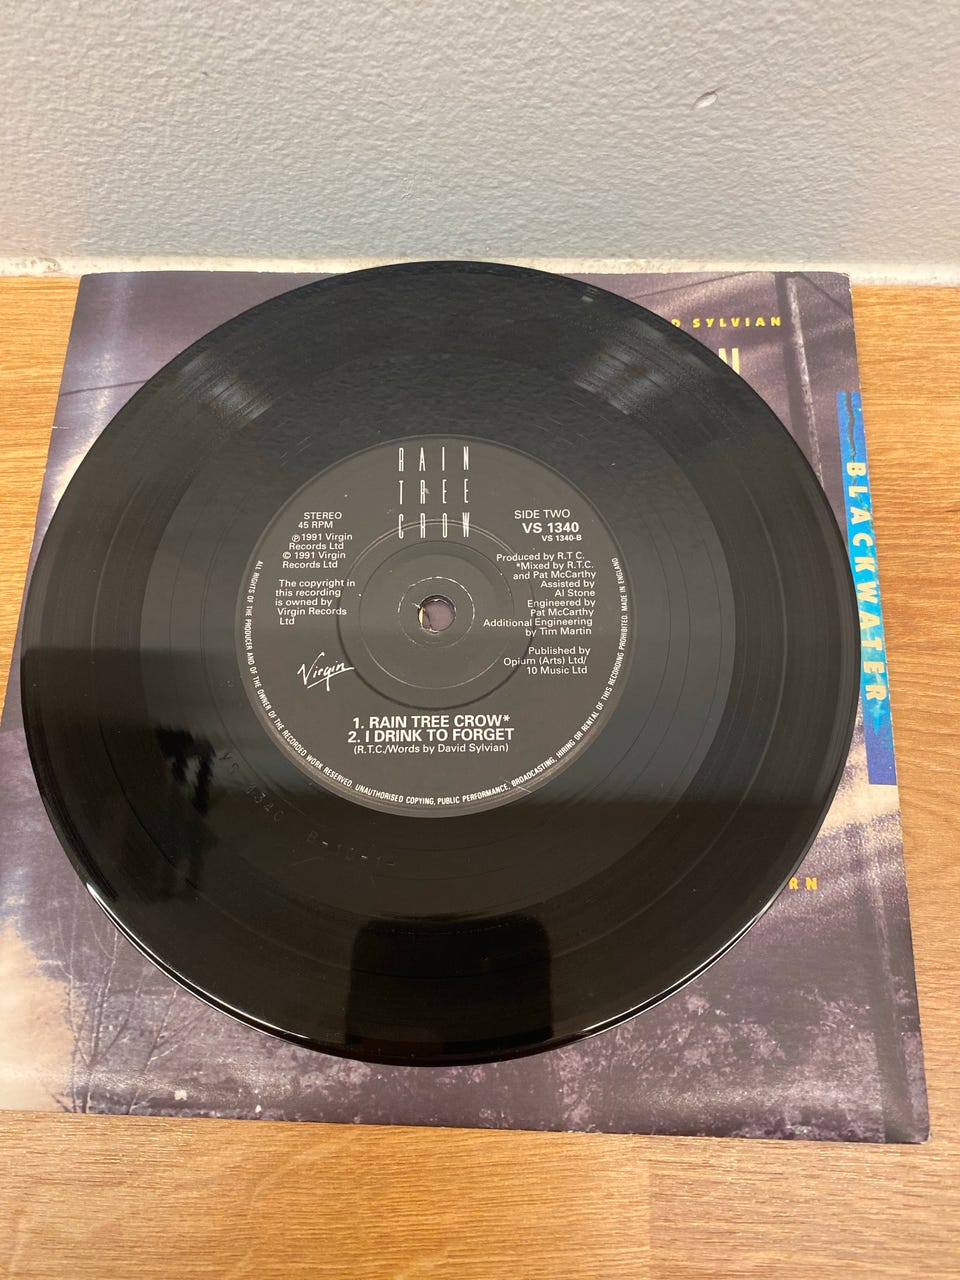 SYLVIAN
BLACKWATER
RAIN
TREE
CROW
STEREO
45 RPM
℗1991 Virgin
Records Ltd
© 1991 Virgin
Records Ltd
The copyright in
this recording
is owned by
Virgin Records
Ltd
Virgin
SIDE TWO
VS 1340
VS 1340-B
Produced by R.T C.
*Mixed by R.T.C.
and Pat McCarthy
Assisted by
Al Stone
Engineered by
Pat McCarthy
Additional Engineering
by Tim Martin
Published by
Opium (Arts) Ltd/
10 Music Ltd
1. RAIN TREE CROW*
2. I DRINK TO FORGET
(R.T.C./Words by David Sylvian)
ALL RIGHTS OF THE PRODUCER AND OF THE OWNER OF THE RECORDED WORK RESERVED. UNAUTHORISED COPYING, PUBLIC PERFORMANCE, BROADCASTING, HIRING OR RENTAL OF THIS RECORDING PROHIBITED. MADE IN ENGLAND